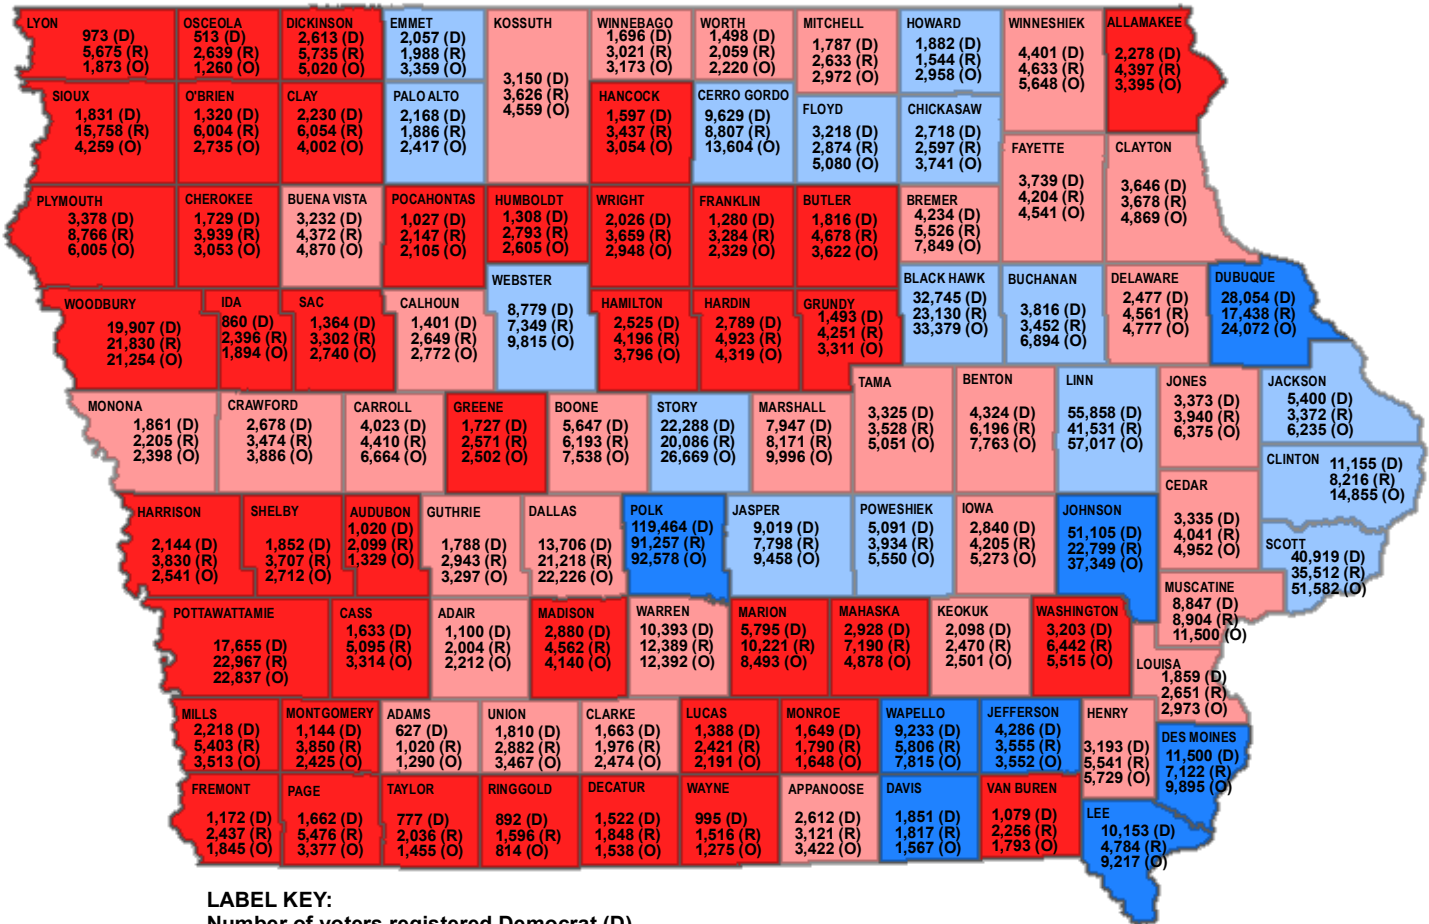 LYON
973 (D)
5,675 (R)
1,873 (O)
OSCEOLA
513 (D)
2,639 (R)
1,260 (O)
DICKINSON
2,613 (D)
5,735 (R)
5,020 (O)
EMMET
2,057 (D)
1,988 (R)
3,359 (O)
KOSSUTH
3,150 (D)
3,626 (R)
4,559 (O)
WINNEBAGO
1,696 (D)
3,021 (R)
3,173 (O)
WORTH
1,498 (D)
2,059 (R)
2,220 (O)
MITCHELL
1,787 (D)
2,633 (R)
2,972 (O)
HOWARD
1,882 (D)
1,544 (R)
2,958 (O)
WINNESHIEK
4,401 (D)
4,633 (R)
5,648 (O)
ALLAMAKEE
2,278 (D)
4,397 (R)
3,395 (O)
SIOUX
1,831 (D)
15,758 (R)
4,259 (O)
O'BRIEN
1,320 (D)
6,004 (R)
2,735 (O)
CLAY
2,230 (D)
6,054 (R)
4,002 (O)
PALO ALTO
2,168 (D)
1,886 (R)
2,417 (O)
HANCOCK
1,597 (D)
3,437 (R)
3,054 (O)
CERRO GORDO
9,629 (D)
8,807 (R)
13,604 (O)
FLOYD
3,218 (D)
2,874 (R)
5,080 (O)
CHICKASAW
2,718 (D)
2,597 (R)
3,741 (O)
FAYETTE
3,739 (D)
4,204 (R)
4,541 (O)
CLAYTON
3,646 (D)
3,678 (R)
4,869 (O)
PLYMOUTH
3,378 (D)
8,766 (R)
6,005 (O)
CHEROKEE
1,729 (D)
3,939 (R)
3,053 (O)
BUENA VISTA
3,232 (D)
4,372 (R)
4,870 (O)
POCAHONTAS
1,027 (D)
2,147 (R)
2,105 (O)
HUMBOLDT
1,308 (D)
2,793 (R)
2,605 (O)
WRIGHT
2,026 (D)
3,659 (R)
2,948 (O)
FRANKLIN
1,280 (D)
3,284 (R)
2,329 (O)
BUTLER
1,816 (D)
4,678 (R)
3,622 (O)
BREMER
4,234 (D)
5,526 (R)
7,849 (O)
WOODBURY
19,907 (D)
21,830 (R)
21,254 (O)
IDA
860 (D)
2,396 (R)
1,894 (O)
SAC
1,364 (D)
3,302 (R)
2,740 (O)
CALHOUN
1,401 (D)
2,649 (R)
2,772 (O)
WEBSTER
8,779 (D)
7,349 (R)
9,815 (O)
HAMILTON
2,525 (D)
4,196 (R)
3,796 (O)
HARDIN
2,789 (D)
4,923 (R)
4,319 (O)
GRUNDY
1,493 (D)
4,251 (R)
3,311 (O)
BLACK HAWK
32,745 (D)
23,130 (R)
33,379 (O)
BUCHANAN
3,816 (D)
3,452 (R)
6,894 (O)
DELAWARE
2,477 (D)
4,561 (R)
4,777 (O)
DUBUQUE
28,054 (D)
17,438 (R)
24,072 (O)
MONONA
1,861 (D)
2,205 (R)
2,398 (O)
CRAWFORD
2,678 (D)
3,474 (R)
3,886 (O)
CARROLL
4,023 (D)
4,410 (R)
6,664 (O)
GREENE
1,727 (D)
2,571 (R)
2,502 (O)
BOONE
5,647 (D)
6,193 (R)
7,538 (O)
STORY
22,288 (D)
20,086 (R)
26,669 (O)
MARSHALL
7,947 (D)
8,171 (R)
9,996 (O)
TAMA
3,325 (D)
3,528 (R)
5,051 (O)
BENTON
4,324 (D)
6,196 (R)
7,763 (O)
LINN
55,858 (D)
41,531 (R)
57,017 (O)
JONES
3,373 (D)
3,940 (R)
6,375 (O)
JACKSON
5,400 (D)
3,372 (R)
6,235 (O)
CLINTON 11,155 (D)
8,216 (R)
14,855 (O)
HARRISON
2,144 (D)
3,830 (R)
2,541 (O)
SHELBY
1,852 (D)
3,707 (R)
2,712 (O)
AUDUBON
1,020 (D)
2,099 (R)
1,329 (O)
GUTHRIE
1,788 (D)
2,943 (R)
3,297 (O)
DALLAS
13,706 (D)
21,218 (R)
22,226 (O)
POLK
119,464 (D)
91,257 (R)
92,578 (O)
JASPER
9,019 (D)
7,798 (R)
9,458 (O)
POWESHIEK
5,091 (D)
3,934 (R)
5,550 (O)
IOWA
2,840 (D)
4,205 (R)
5,273 (O)
JOHNSON
51,105 (D)
22,799 (R)
37,349 (O)
CEDAR
3,335 (D)
4,041 (R)
4,952 (O)
SCOTT
40,919 (D)
35,512 (R)
51,582 (O)
MUSCATINE
8,847 (D)
8,904 (R)
11,500 (O)
POTTAWATTAMIE
17,655 (D)
22,967 (R)
22,837 (O)
CASS
1,633 (D)
5,095 (R)
3,314 (O)
ADAIR
1,100 (D)
2,004 (R)
2,212 (O)
MADISON
2,880 (D)
4,562 (R)
4,140 (O)
WARREN
10,393 (D)
12,389 (R)
12,392 (O)
MARION
5,795 (D)
10,221 (R)
8,493 (O)
MAHASKA
2,928 (D)
7,190 (R)
4,878 (O)
KEOKUK
2,098 (D)
2,470 (R)
2,501 (O)
WASHINGTON
3,203 (D)
6,442 (R)
5,515 (O)
LOUISA
1,859 (D)
2,651 (R)
2,973 (O)
MILLS
2,218 (D)
5,403 (R)
3,513 (O)
MONTGOMERY
1,144 (D)
3,850 (R)
2,425 (O)
ADAMS
627 (D)
1,020 (R)
1,290 (O)
UNION
1,810 (D)
2,882 (R)
3,467 (O)
CLARKE
1,663 (D)
1,976 (R)
2,474 (O)
LUCAS
1,388 (D)
2,421 (R)
2,191 (O)
MONROE
1,649 (D)
1,790 (R)
1,648 (O)
WAPELLO
9,233 (D)
5,806 (R)
7,815 (O)
JEFFERSON
4,286 (D)
3,555 (R)
3,552 (O)
HENRY
3,193 (D)
5,541 (R)
5,729 (O)
DES MOINES
11,500 (D)
7,122 (R)
9,895 (O)
FREMONT
1,172 (D)
2,437 (R)
1,845 (O)
PAGE
1,662 (D)
5,476 (R)
3,377 (O)
TAYLOR
777 (D)
2,036 (R)
1,455 (O)
RINGGOLD
892 (D)
1,596 (R)
814 (O)
DECATUR
1,522 (D)
1,848 (R)
1,538 (O)
WAYNE
995 (D)
1,516 (R)
1,275 (O)
APPANOOSE
2,612 (D)
3,121 (R)
3,422 (O)
DAVIS
1,851 (D)
1,817 (R)
1,567 (O)
VAN BUREN
1,079 (D)
2,256 (R)
1,793 (O)
LEE
10,153 (D)
4,784 (R)
9,217 (O)
LABEL KEY:
Number of voters registered Democrat (D)